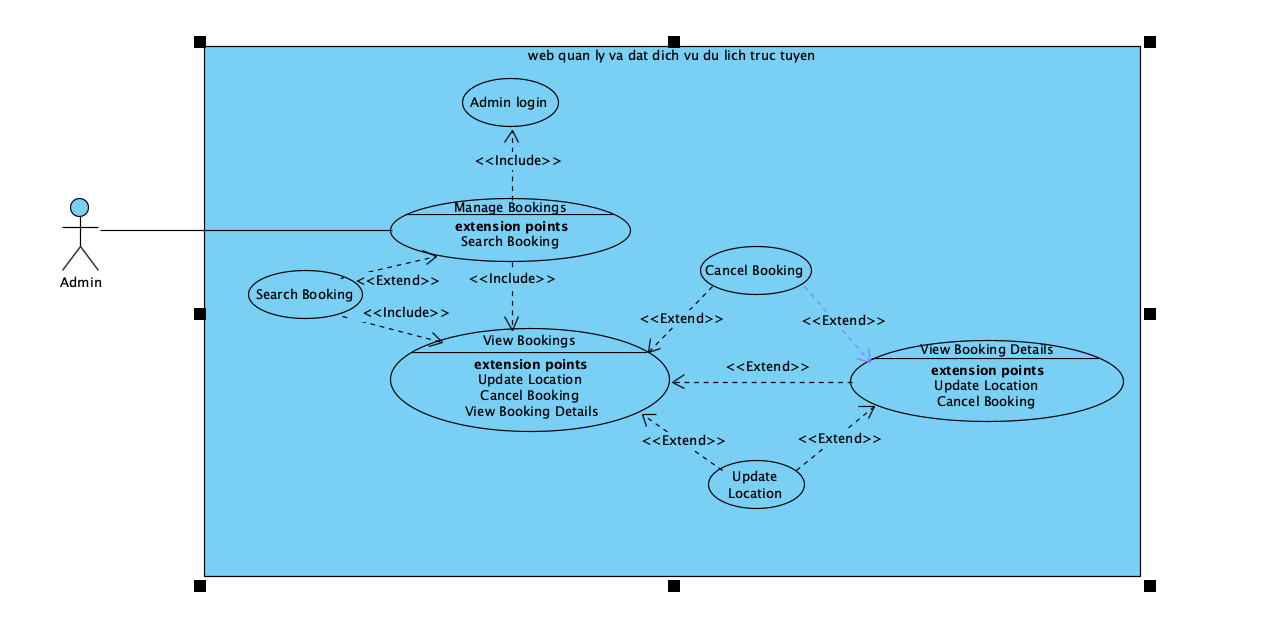 web quan ly va dat dich vu du lich truc tuyen
Admin login
<<Include>>
Manage Bookings
extension points
Search Booking
Admin
<<Extend>>
<<Include>>
Search Booking
<<Include>>
Cancel Booking
<<Extend>>
<<Extend>>
View Bookings
extension points
Update Location
Cancel Booking
View Booking Details
<<Extend>>
View Booking Details
extension points
Update Location
Cancel Booking
<<Extend>>
<<Extend>>
Update
Location